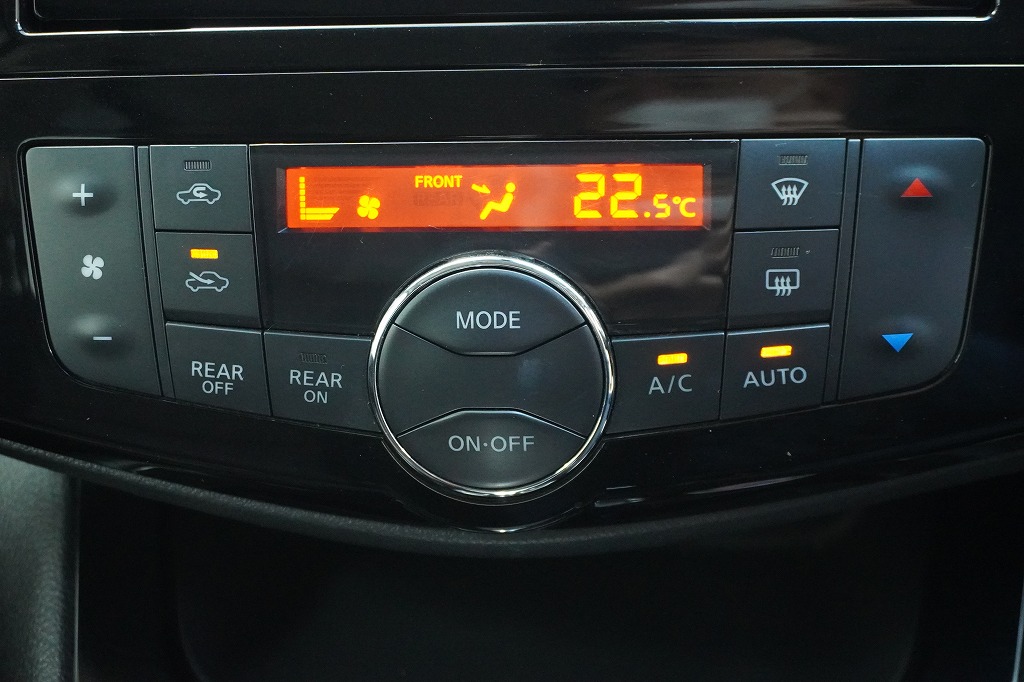 FRONT
22.5℃
+
-
MODE
REAR
OFF
REAR
ON
A/C
AUTO
ON·OFF